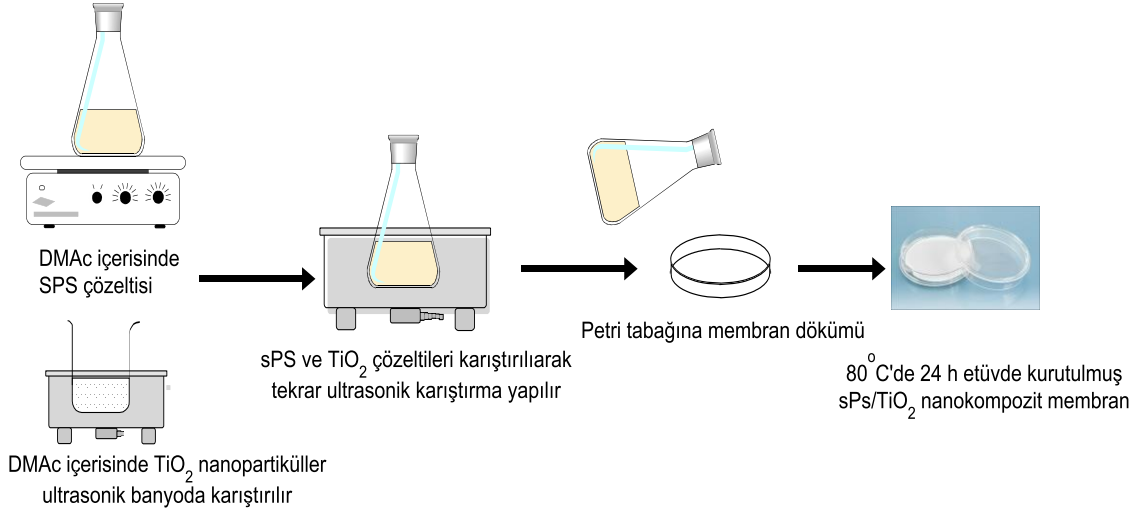 DMAc içerisinde
SPS çözeltisi
DMAc içerisinde TiO2 nanopartiküller
ultrasonik banyoda karıştırılır
sPS ve TiO2 çözeltileri karıştırılıarak
tekrar ultrasonik karıştırma yapılır
Petri tabağına membran dökümü
80°C'de 24 h etüvde kurutulmuş
sPs/TiO2 nanokompozit membran